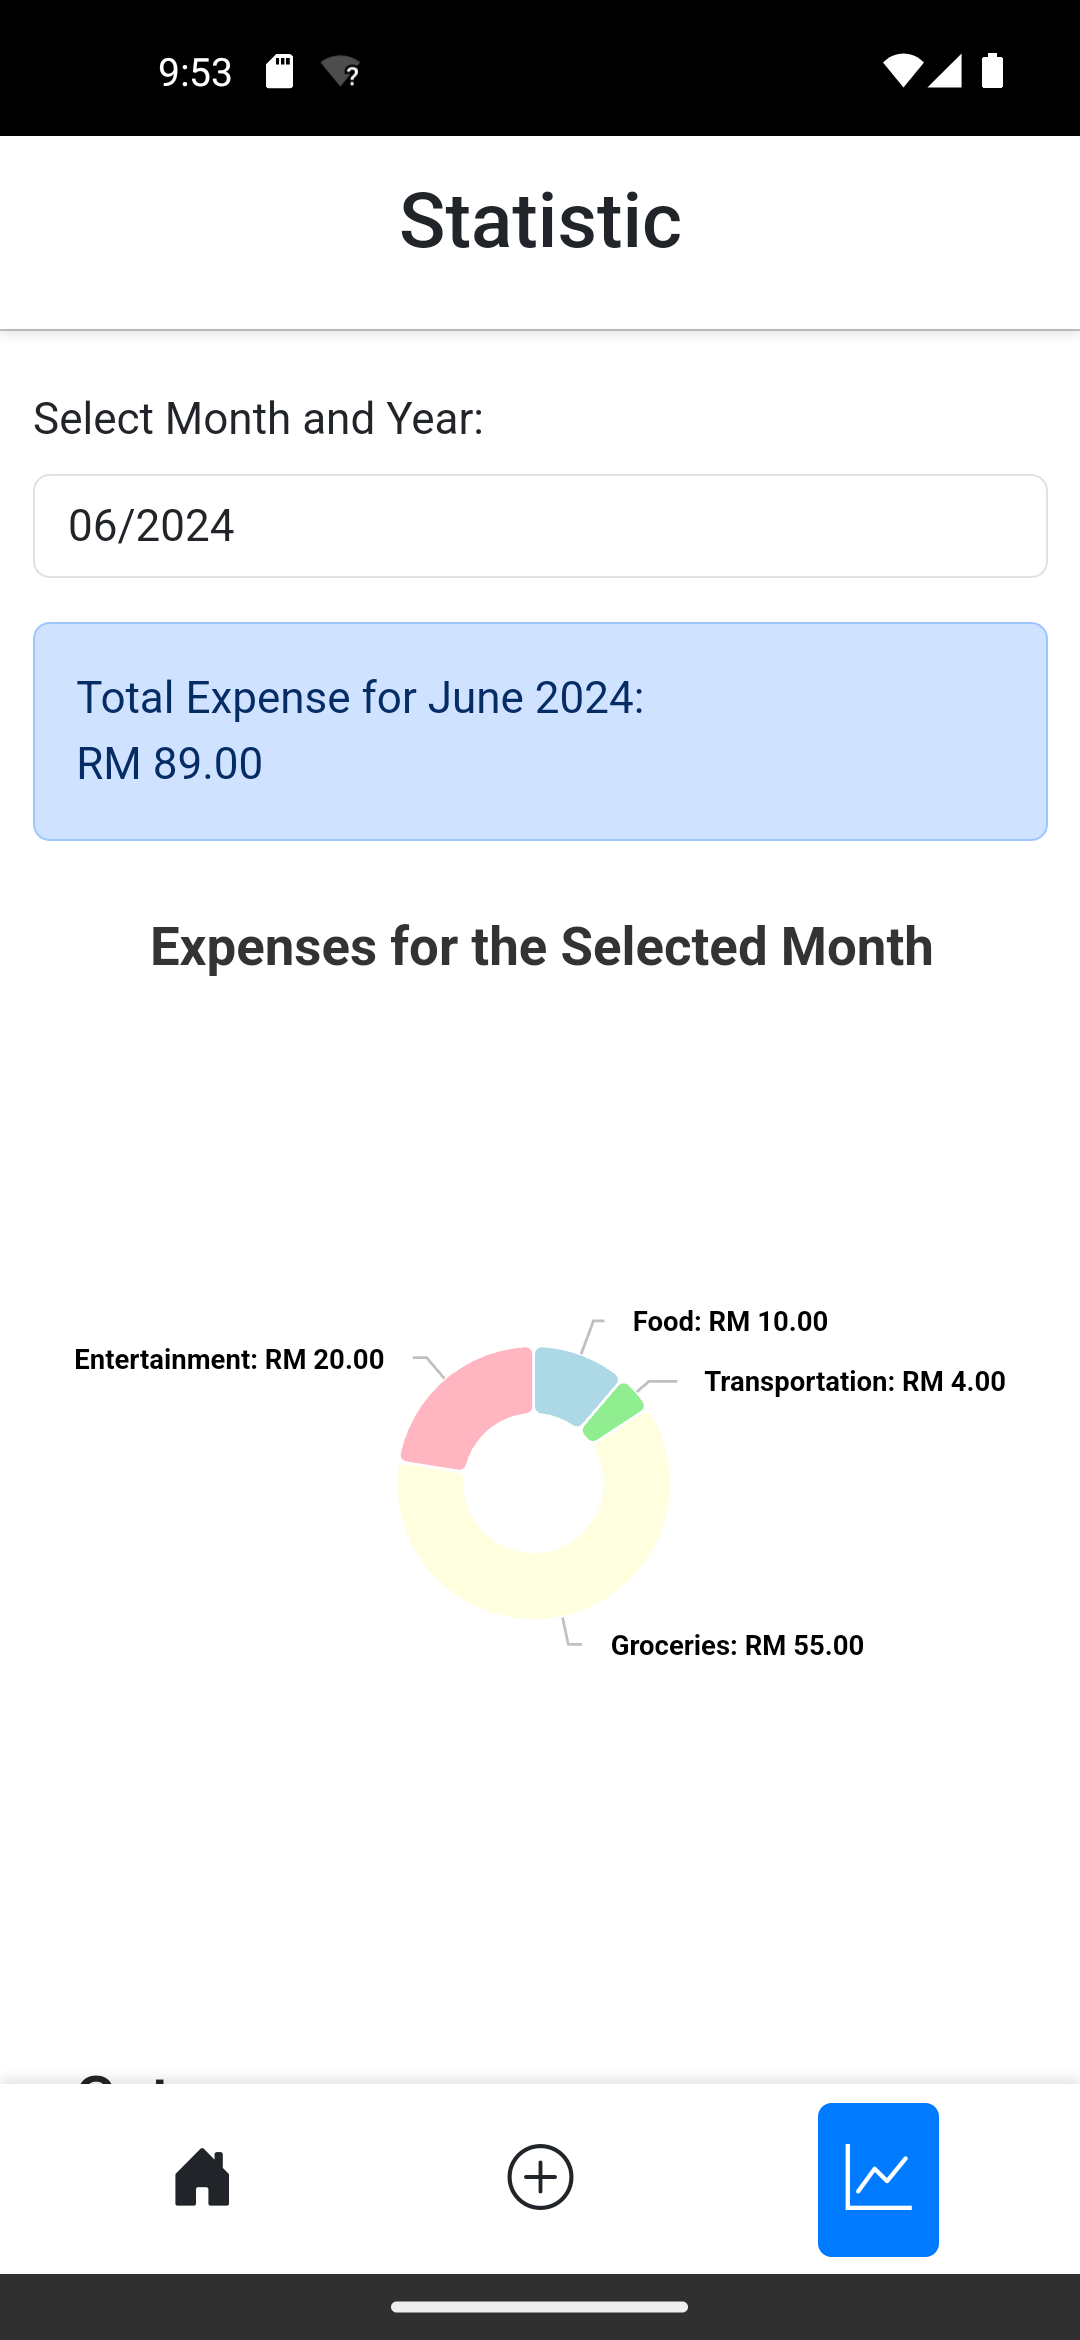 9:53
Statistic
Select Month and Year:
06/2024
Total Expense for June 2024:
RM 89.00
Expenses for the Selected Month
Food: RM 10.00
Entertainment: RM 20.00
Transportation: RM 4.00
Groceries: RM 55.00